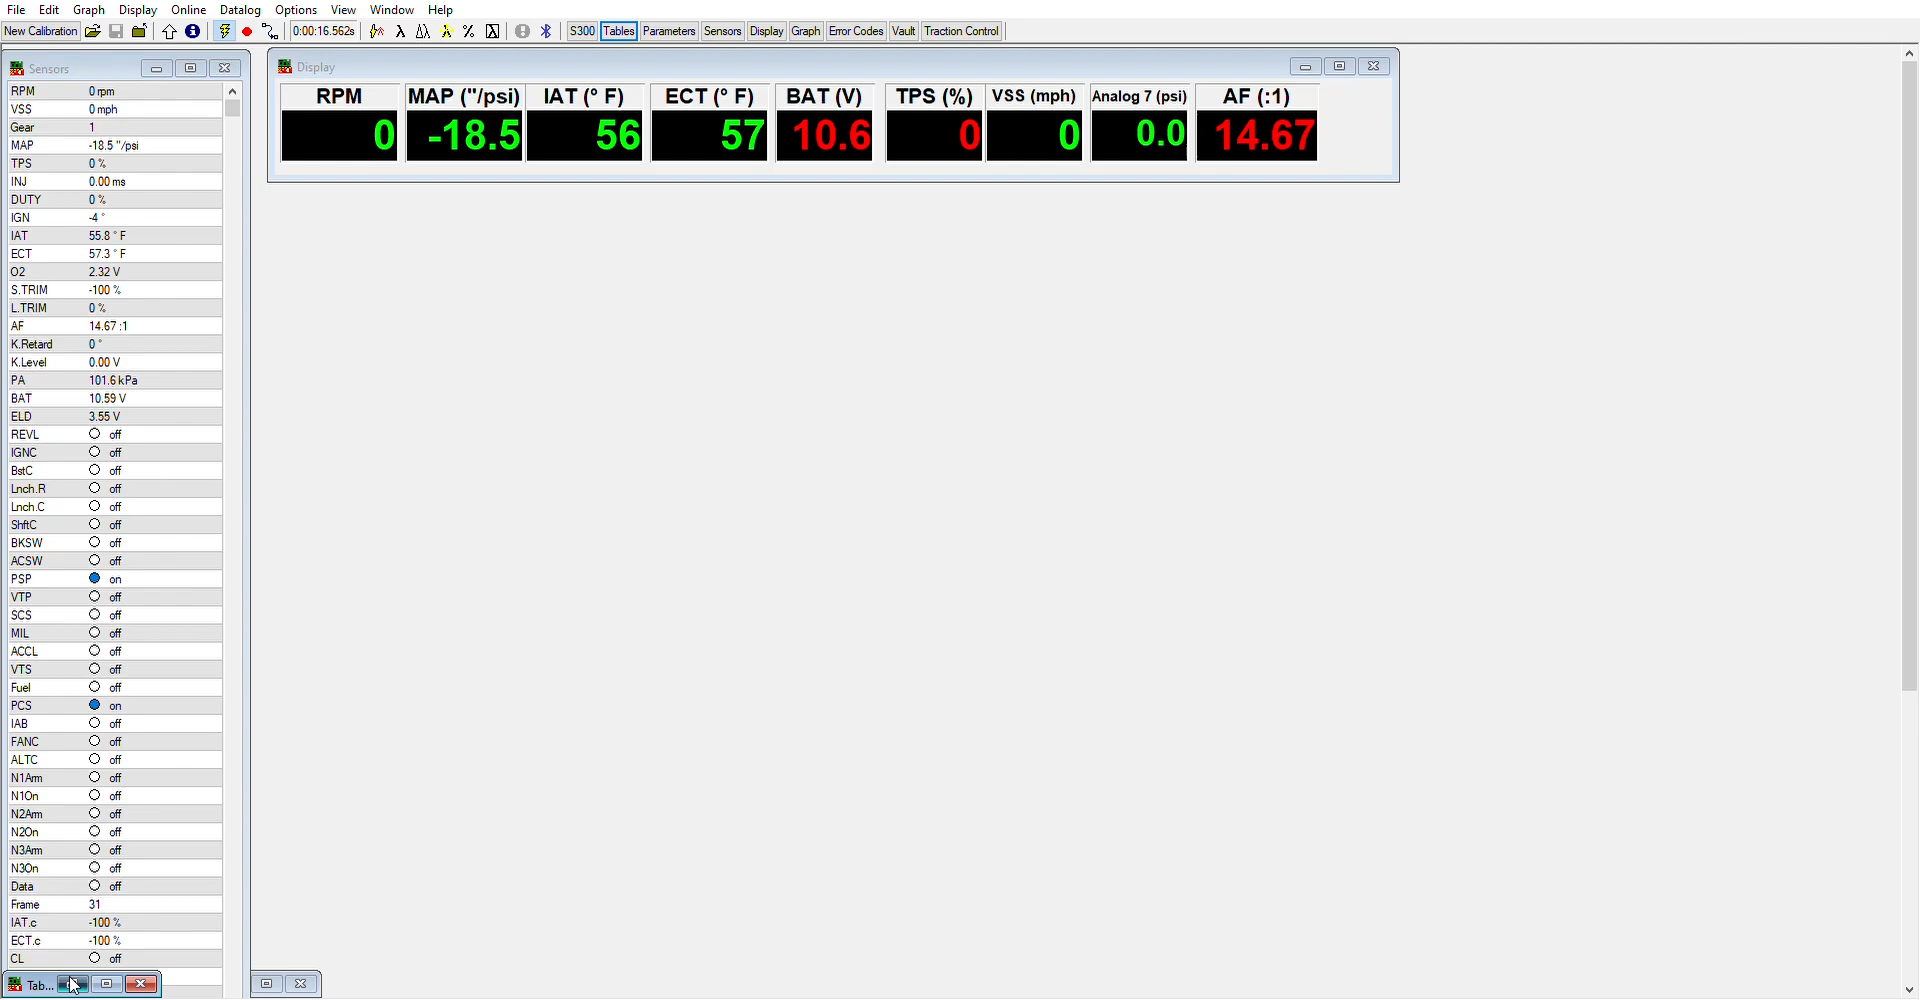 File Edit Graph Display Online Datalog Options View Window Help
New Calibration 0:00:16.562s λ % S300 Tables Parameters Sensors Display Graph Error Codes Vault Traction Control
Sensors
Display
RPM MAP ("/psi) IAT (° F) ECT (° F) BAT (V) TPS (%) VSS (mph) Analog 7 (psi) AF (:1)
0 -18.5 56 57 10.6 0 0 0.0 14.67
RPM 0 rpm
VSS 0 mph
Gear 1
MAP -18.5 "/psi
TPS 0 %
INJ 0.00 ms
DUTY 0 %
IGN -4 °
IAT 55.8 ° F
ECT 57.3 ° F
O2 2.32 V
S.TRIM -100 %
L.TRIM 0 %
AF 14.67 :1
K.Retard 0 °
K.Level 0.00 V
PA 101.6 kPa
BAT 10.59 V
ELD 3.55 V
REVL off
IGNC off
BstC off
Lnch.R off
Lnch.C off
ShftC off
BKSW off
ACSW off
PSP on
VTP off
SCS off
MIL off
ACCL off
VTS off
Fuel off
PCS on
IAB off
FANC off
ALTC off
N1Arm off
N1On off
N2Arm off
N2On off
N3Arm off
N3On off
Data off
Frame 31
IAT.c -100 %
ECT.c -100 %
CL off
Tab...